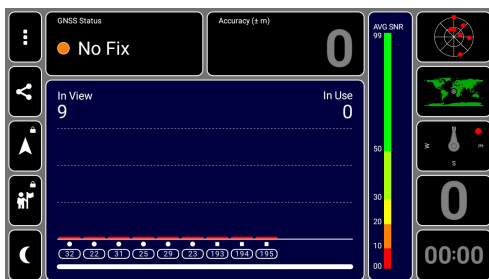 GNSS Status
No Fix
Accuracy (± m)
0
AVG SNR
99
50
30
20
10
00
In View
9
In Use
0
32 22 31 25 29 23 193 194 195
N
W
E
S
0
00:00